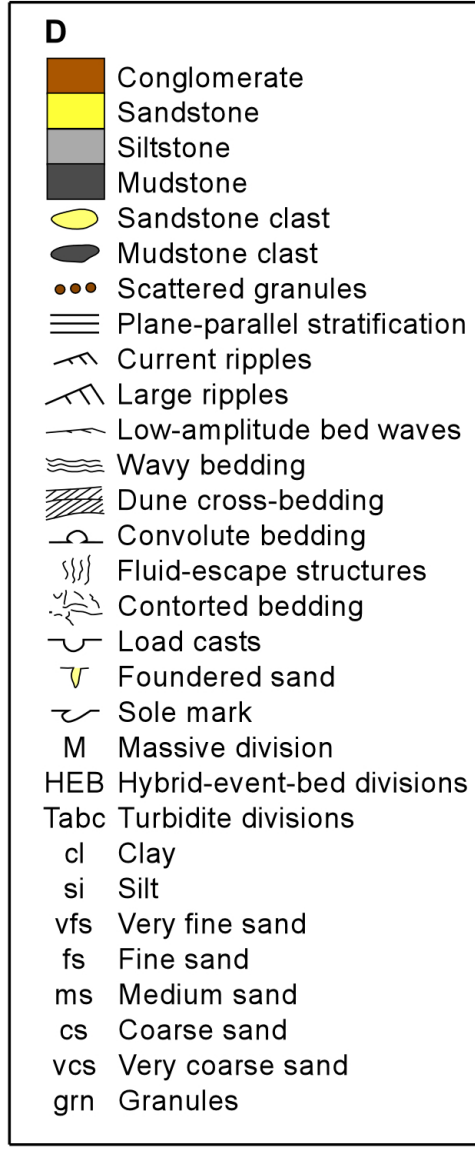 D
Conglomerate
Sandstone
Siltstone
Mudstone
Sandstone clast
Mudstone clast
Scattered granules
Plane-parallel stratification
Current ripples
Large ripples
Low-amplitude bed waves
Wavy bedding
Dune cross-bedding
Convolute bedding
Fluid-escape structures
Contorted bedding
Load casts
Foundered sand
Sole mark
M Massive division
HEB Hybrid-event-bed divisions
Tabc Turbidite divisions
cl Clay
si Silt
vfs Very fine sand
fs Fine sand
ms Medium sand
cs Coarse sand
vcs Very coarse sand
grn Granules